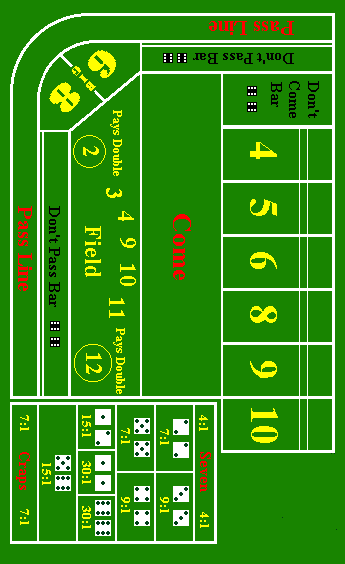 Don't
Come
Bar
4
5
6
8
9
10
Pass Line
Don't Pass Bar
Come
Pays Double
2
3
4
9
10
11
Pays Double
12
Field
6
8
Don't Pass Bar
Pass Line
4:1
Seven
4:1
7:1
9:1
7:1
9:1
15:1
30:1
30:1
15:1
7:1
Craps
7:1